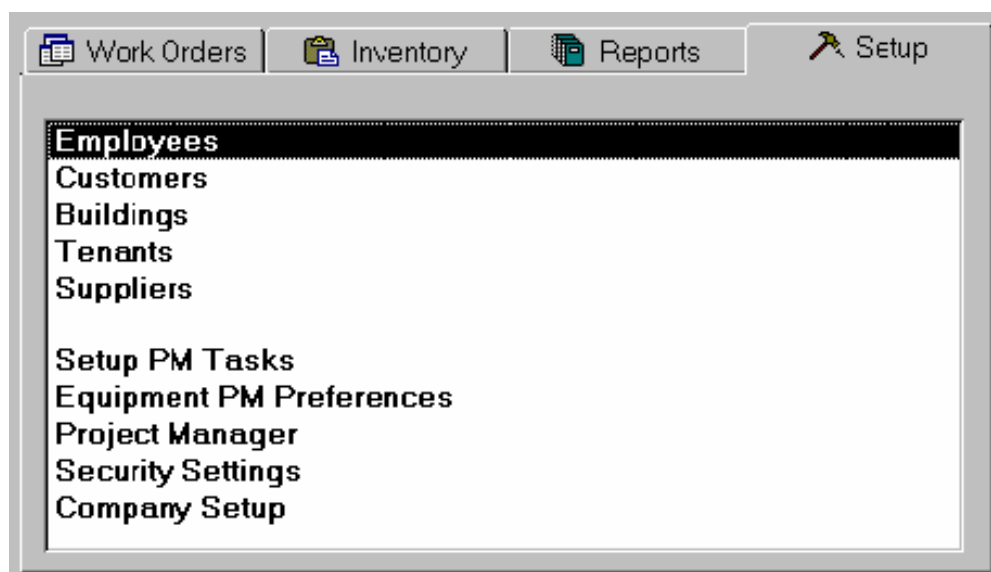 Work Orders Inventory Reports Setup
Employees
Customers
Buildings
Tenants
Suppliers
Setup PM Tasks
Equipment PM Preferences
Project Manager
Security Settings
Company Setup